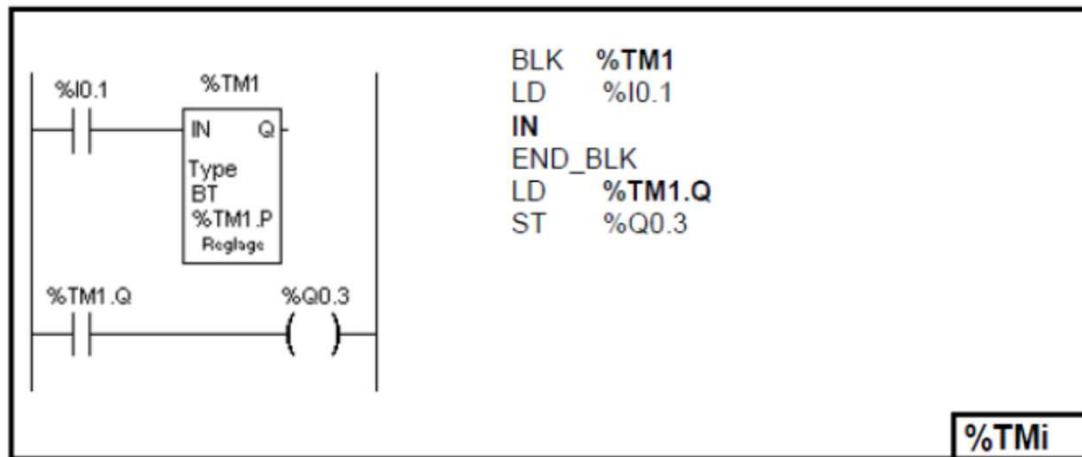 %I0.1
%TM1
IN Q
Type
BT
%TM1.P
Reglage
%TM1.Q
%Q0.3
BLK %TM1
LD %I0.1
IN
END_BLK
LD %TM1.Q
ST %Q0.3
%TMi